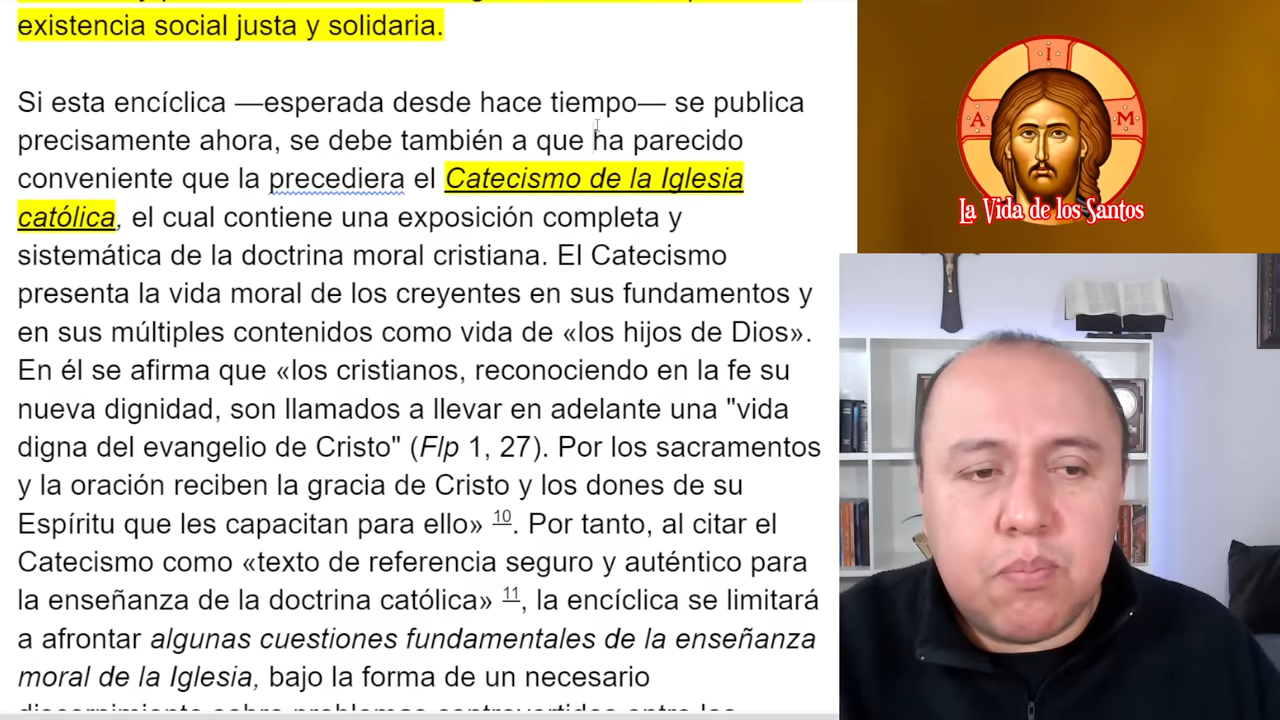 existencia social justa y solidaria.
Si esta encíclica —esperada desde hace tiempo— se publica
precisamente ahora, se debe también a que ha parecido
conveniente que la precediera el Catecismo de la Iglesia
católica, el cual contiene una exposición completa y
sistemática de la doctrina moral cristiana. El Catecismo
presenta la vida moral de los creyentes en sus fundamentos y
en sus múltiples contenidos como vida de «los hijos de Dios».
En él se afirma que «los cristianos, reconociendo en la fe su
nueva dignidad, son llamados a llevar en adelante una "vida
digna del evangelio de Cristo" (Flp 1, 27). Por los sacramentos
y la oración reciben la gracia de Cristo y los dones de su
Espíritu que les capacitan para ello» 10. Por tanto, al citar el
Catecismo como «texto de referencia seguro y auténtico para
la enseñanza de la doctrina católica» 11, la encíclica se limitará
a afrontar algunas cuestiones fundamentales de la enseñanza
moral de la Iglesia, bajo la forma de un necesario
discernimiento sobre problemas controvertidos entre los
I
A M
La Vida de los Santos